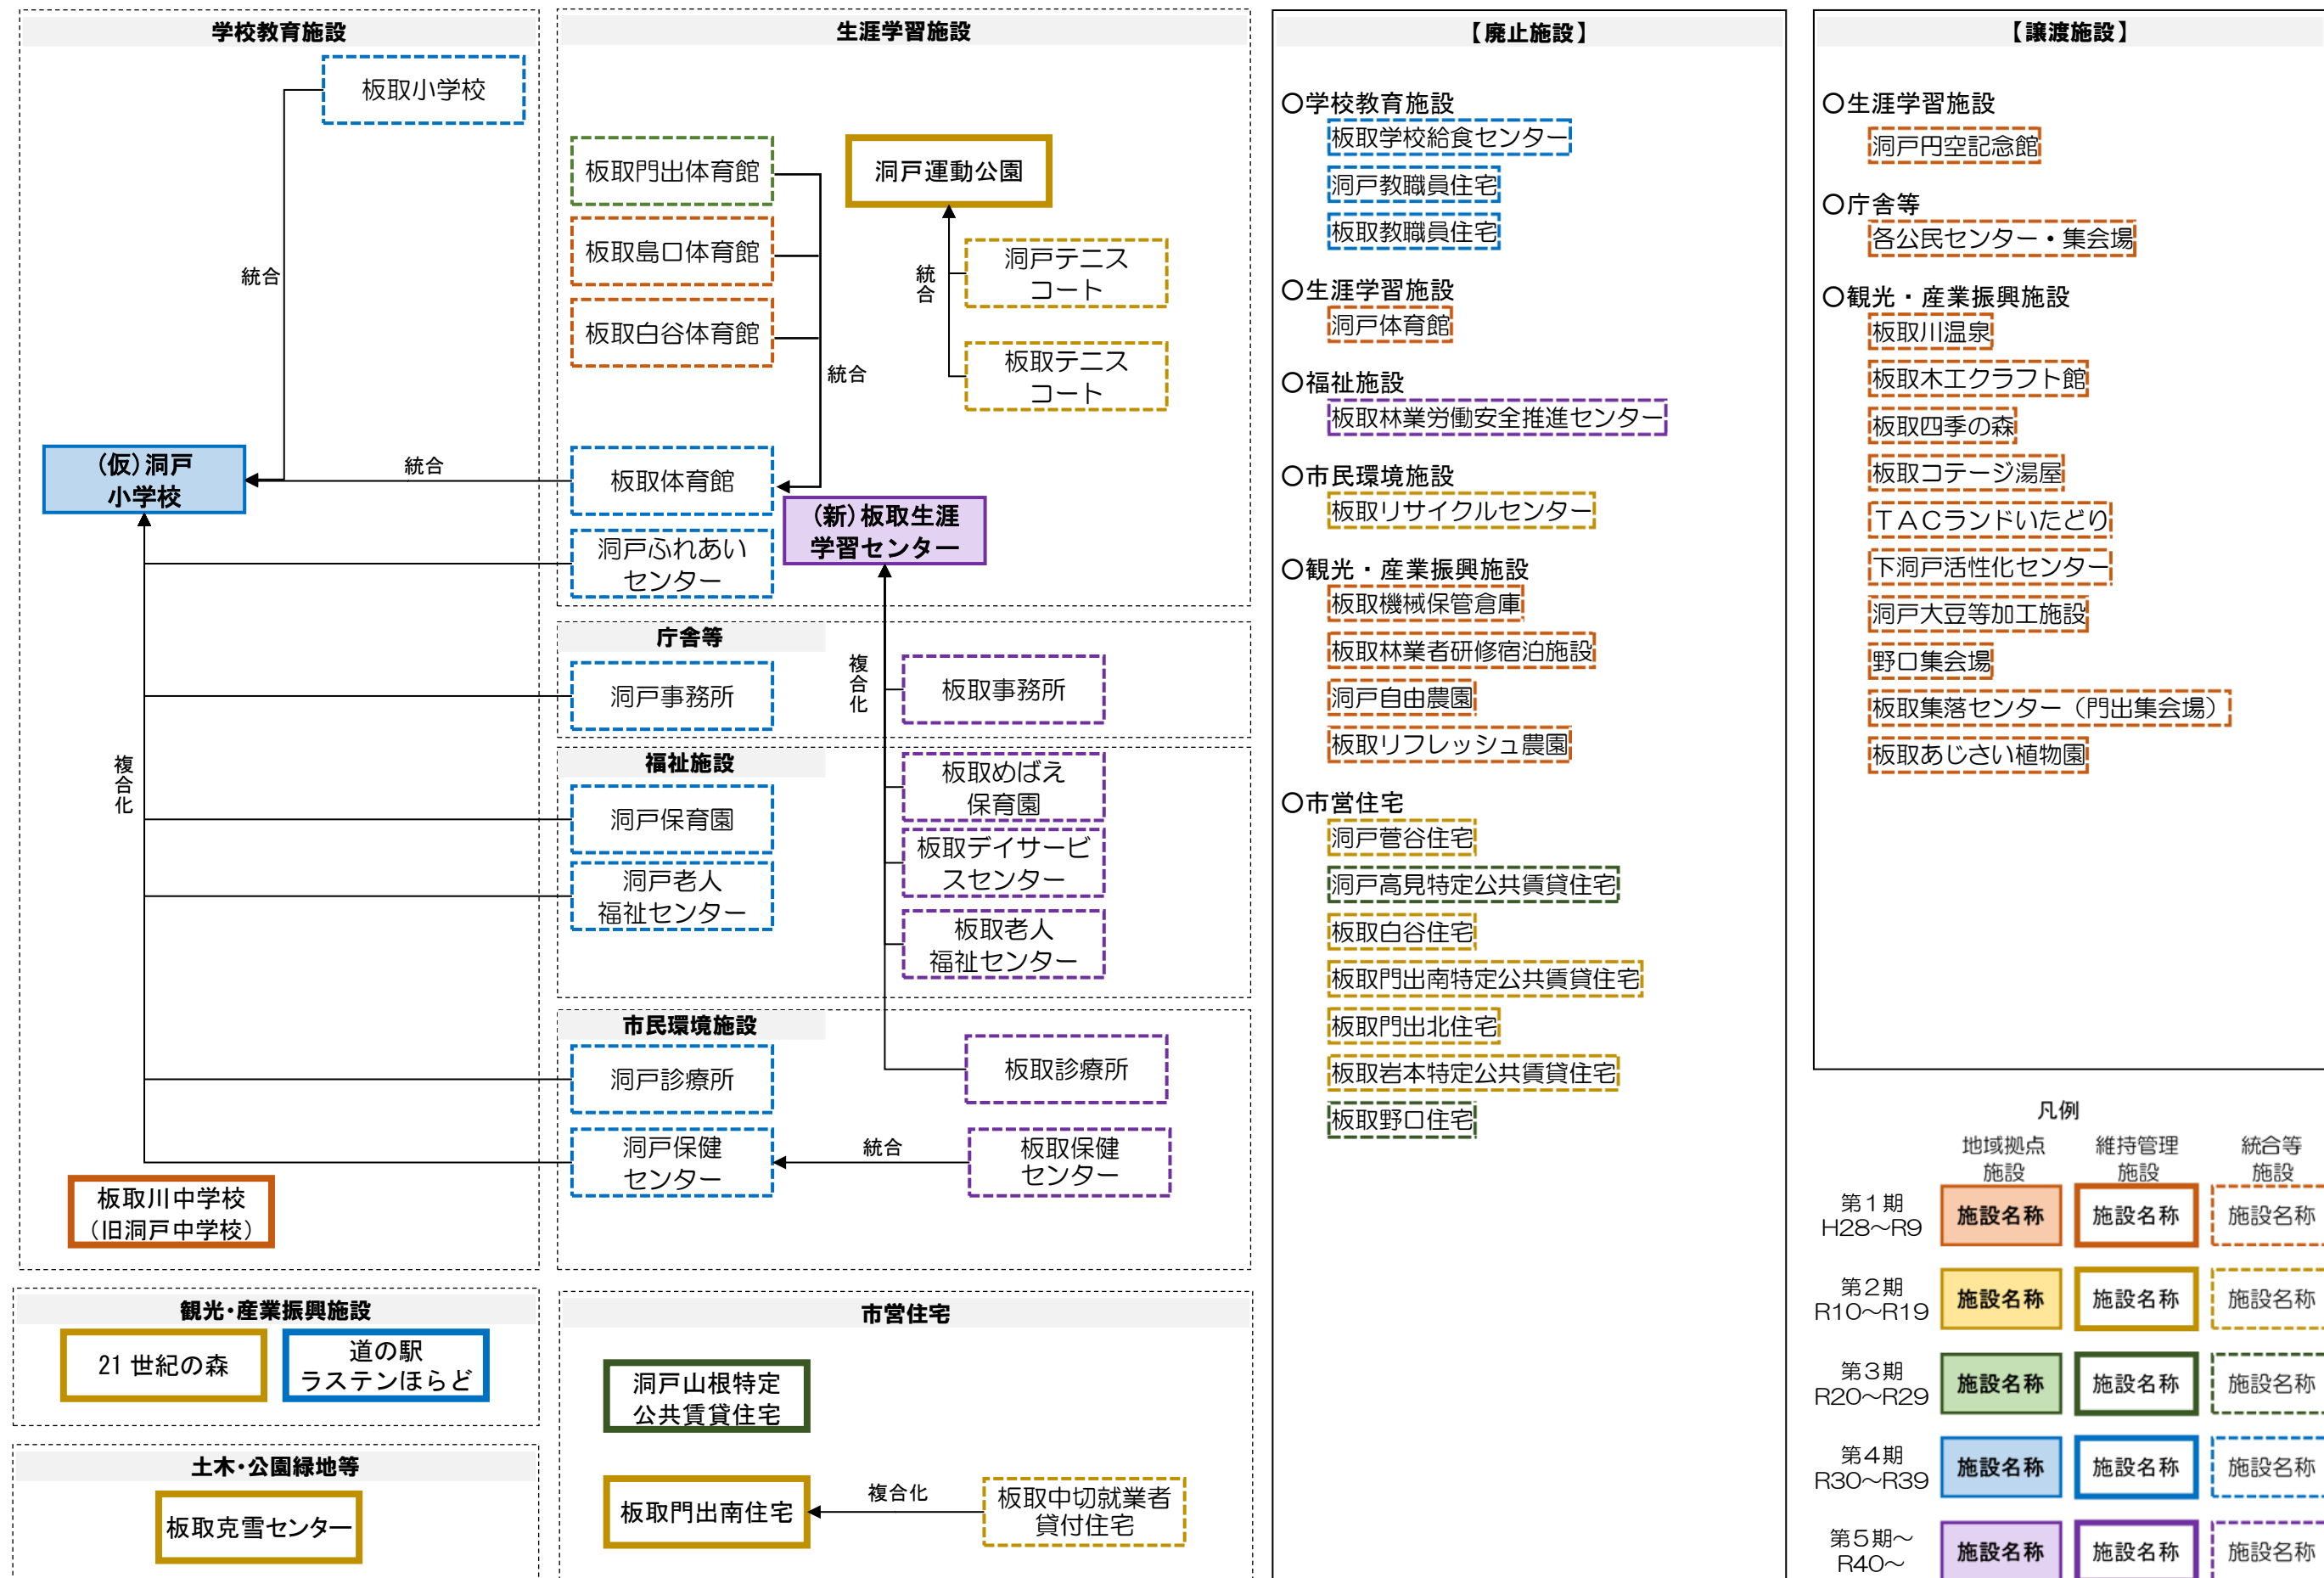 学校教育施設
板取小学校
統合
(仮)洞戸
小学校
統合
複
合
化
板取川中学校
(旧洞戸中学校)
生涯学習施設
板取門出体育館
板取島口体育館
板取白谷体育館
統合
洞戸運動公園
統
合
洞戸テニス
コート
板取テニス
コート
板取体育館
(新)板取生涯
学習センター
洞戸ふれあい
センター
庁舎等
洞戸事務所
複
合
化
板取事務所
福祉施設
洞戸保育園
洞戸老人
福祉センター
板取めばえ
保育園
板取デイサービ
スセンター
板取老人
福祉センター
市民環境施設
洞戸診療所
板取診療所
洞戸保健
センター
統合
板取保健
センター
観光・産業振興施設
21世紀の森
道の駅
ラステンほらど
土木・公園緑地等
板取克雪センター
市営住宅
洞戸山根特定
公共賃貸住宅
板取門出南住宅
複合化
板取中切就業者
貸付住宅
【廃止施設】
○学校教育施設
板取学校給食センター
洞戸教職員住宅
板取教職員住宅
○生涯学習施設
洞戸体育館
○福祉施設
板取林業労働安全推進センター
○市民環境施設
板取リサイクルセンター
○観光・産業振興施設
板取機械保管倉庫
板取林業者研修宿泊施設
洞戸自由農園
板取リフレッシュ農園
○市営住宅
洞戸菅谷住宅
洞戸高見特定公共賃貸住宅
板取白谷住宅
板取門出南特定公共賃貸住宅
板取門出北住宅
板取岩本特定公共賃貸住宅
板取野口住宅
【譲渡施設】
○生涯学習施設
洞戸円空記念館
○庁舎等
各公民センター・集会場
○観光・産業振興施設
板取川温泉
板取木工クラフト館
板取四季の森
板取コテージ湯屋
TACランドいたどり
下洞戸活性化センター
洞戸大豆等加工施設
野口集会場
板取集落センター（門出集会場）
板取あじさい植物園
凡例
地域拠点
施設
維持管理
施設
統合等
施設
第1期
H28～R9
施設名称 施設名称 施設名称
第2期
R10～R19
施設名称 施設名称 施設名称
第3期
R20～R29
施設名称 施設名称 施設名称
第4期
R30～R39
施設名称 施設名称 施設名称
第5期～
R40～
施設名称 施設名称 施設名称